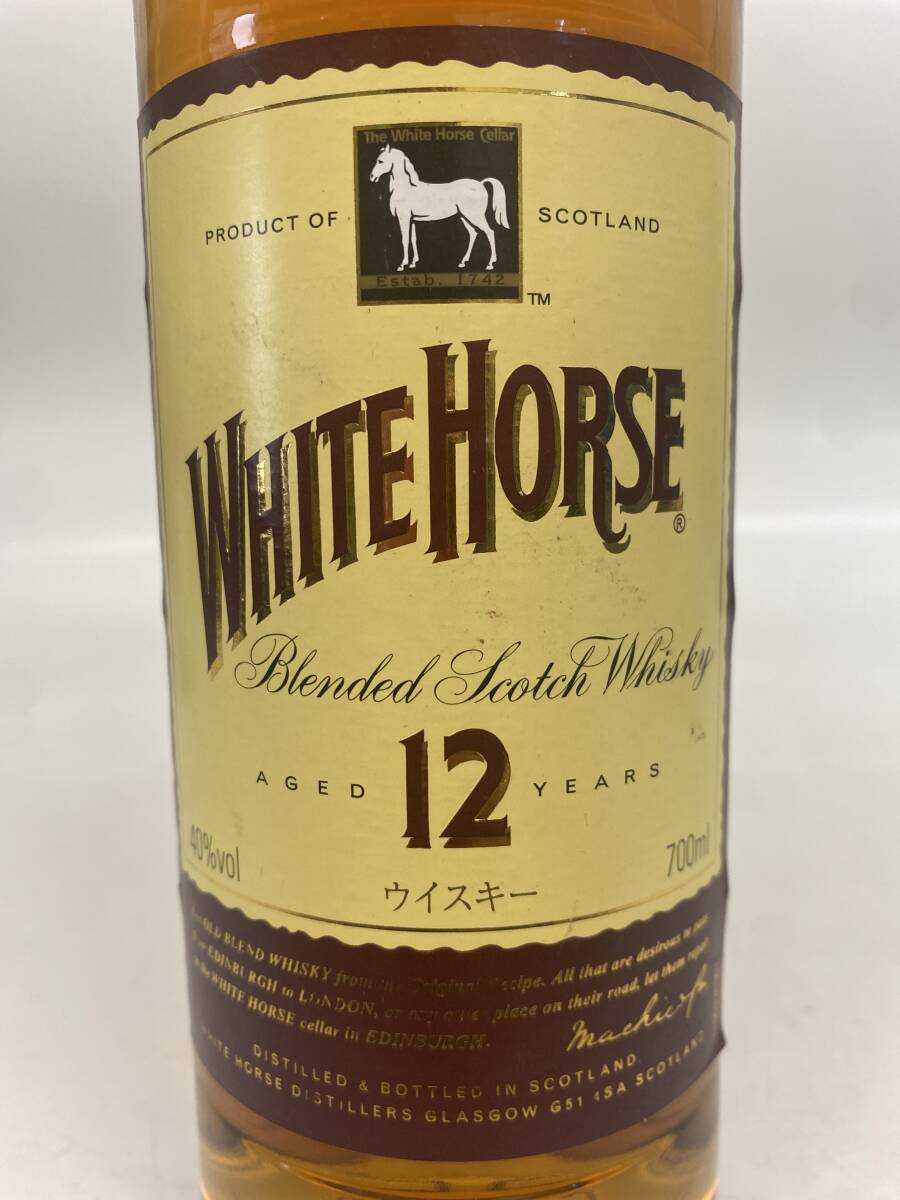 The White Horse Cellar
PRODUCT OF SCOTLAND
Estab. 1742
TM
WHITE HORSE
®
Blended Scotch Whisky
AGED 12 YEARS
40%vol 700ml
ウイスキー
OLD BLEND WHISKY from the Original Recipe. All that are desirous to pass
EDINBURGH to LONDON, or any other place on their road, let them repair
to the WHITE HORSE cellar in EDINBURGH.
DISTILLED & BOTTLED IN SCOTLAND.
WHITE HORSE DISTILLERS GLASGOW G51 4SA SCOTLAND